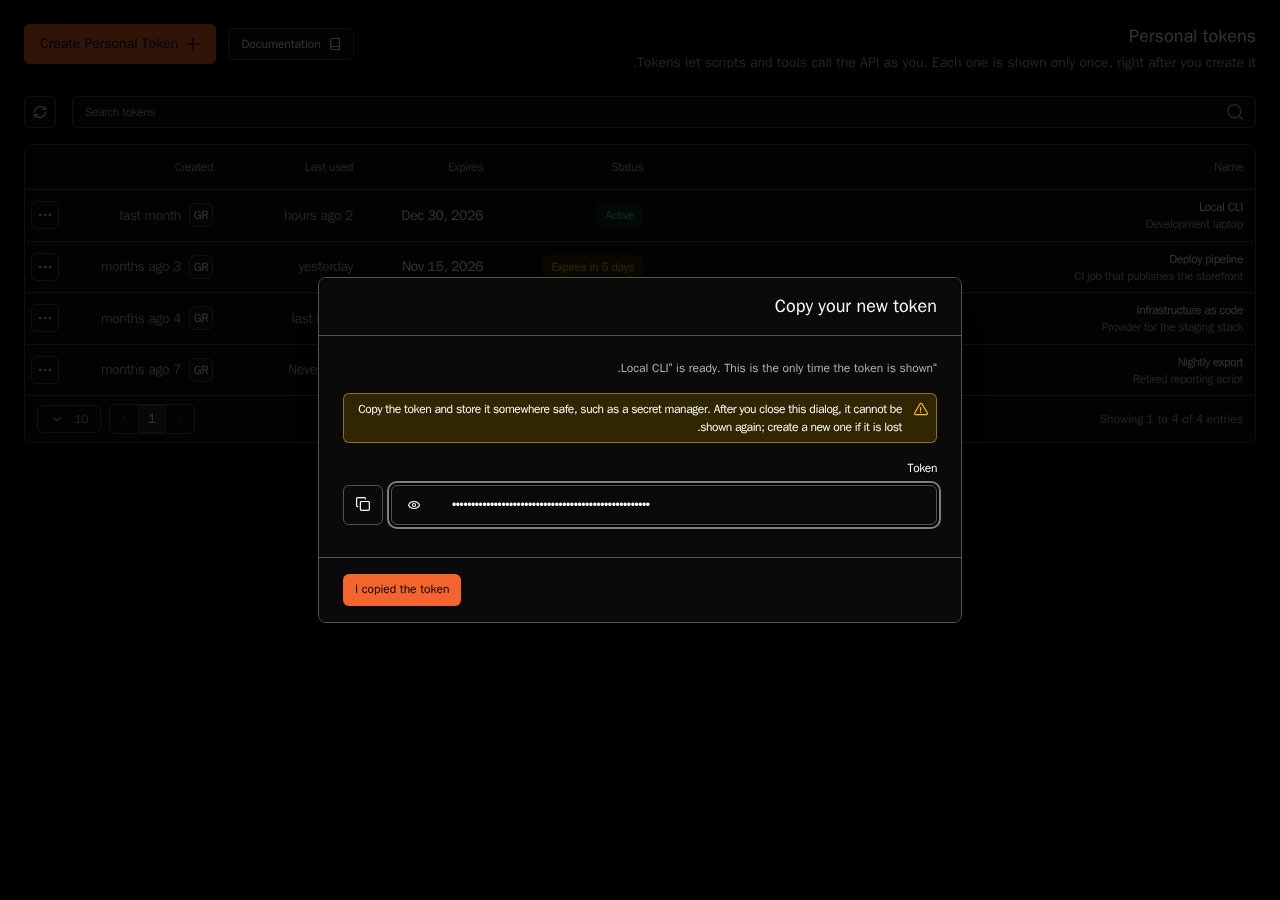 Personal tokens
.Tokens let scripts and tools call the API as you. Each one is shown only once, right after you create it
Documentation
Create Personal Token
Search tokens
Name
Status
Expires
Last used
Created
Local CLI
Development laptop
Active
Dec 30, 2026
hours ago 2
GR
last month
Deploy pipeline
CI job that publishes the storefront
Expires in 5 days
Nov 15, 2026
yesterday
GR
months ago 3
Infrastructure as code
Provider for the staging stack
last
GR
months ago 4
Nightly export
Retired reporting script
Neve
GR
months ago 7
Showing 1 to 4 of 4 entries
1
10
Copy your new token
.Local CLI" is ready. This is the only time the token is shown"
Copy the token and store it somewhere safe, such as a secret manager. After you close this dialog, it cannot be
.shown again; create a new one if it is lost
Token
I copied the token